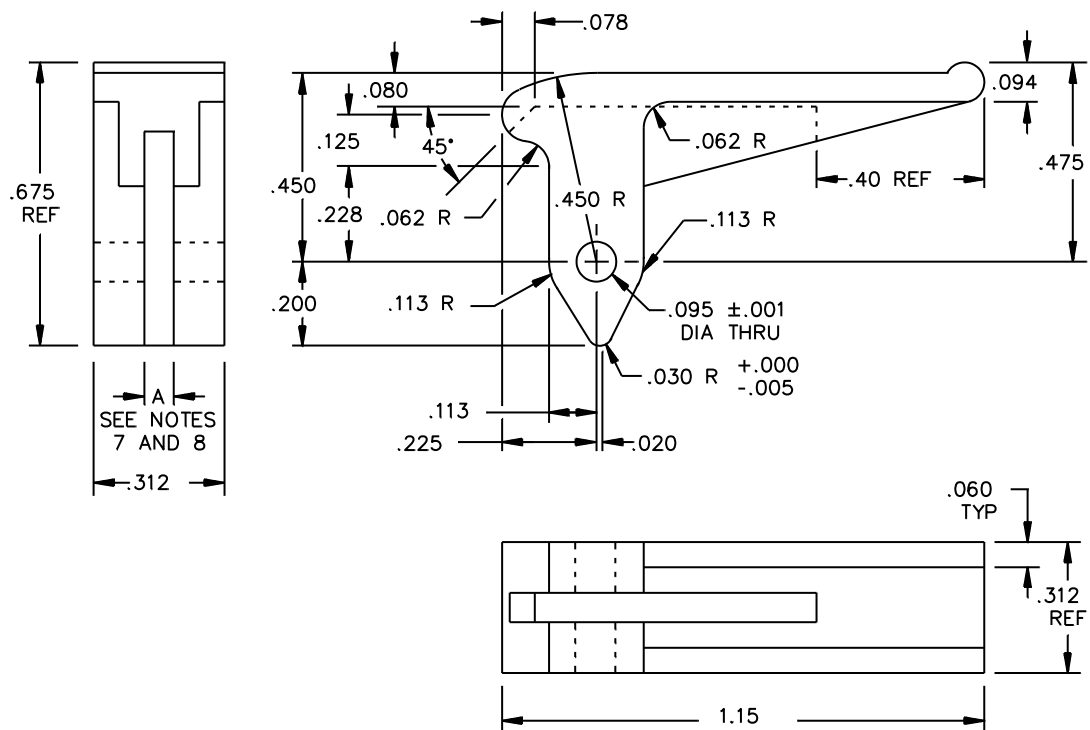 .078
.080
.094
.125
45°
.062 R
.475
.450
.675
REF
.40 REF
.228
.062 R
.450 R
.113 R
.200
.113 R
.095 ±.001
DIA THRU
.030 R +.000
-.005
A
SEE NOTES
7 AND 8
.113
.225
.020
.312
.060
TYP
.312
REF
1.15